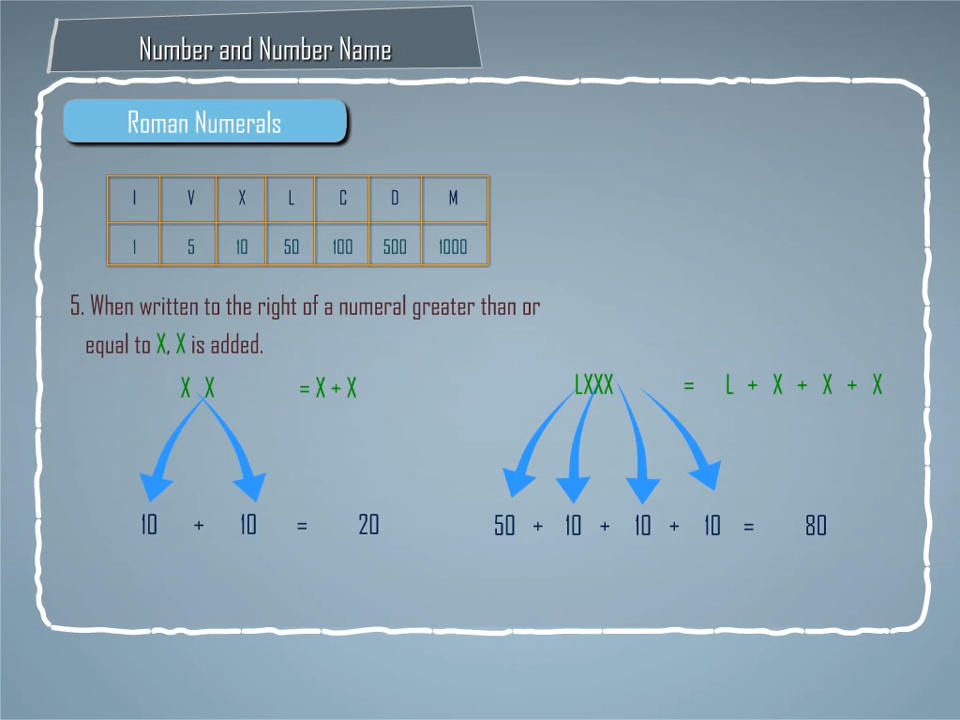 Number and Number Name
Roman Numerals
I V X L C D M
1 5 10 50 100 500 1000
5. When written to the right of a numeral greater than or
equal to X, X is added.
X X = X + X
LXXX = L + X + X + X
10 + 10 = 20
50 + 10 + 10 + 10 = 80